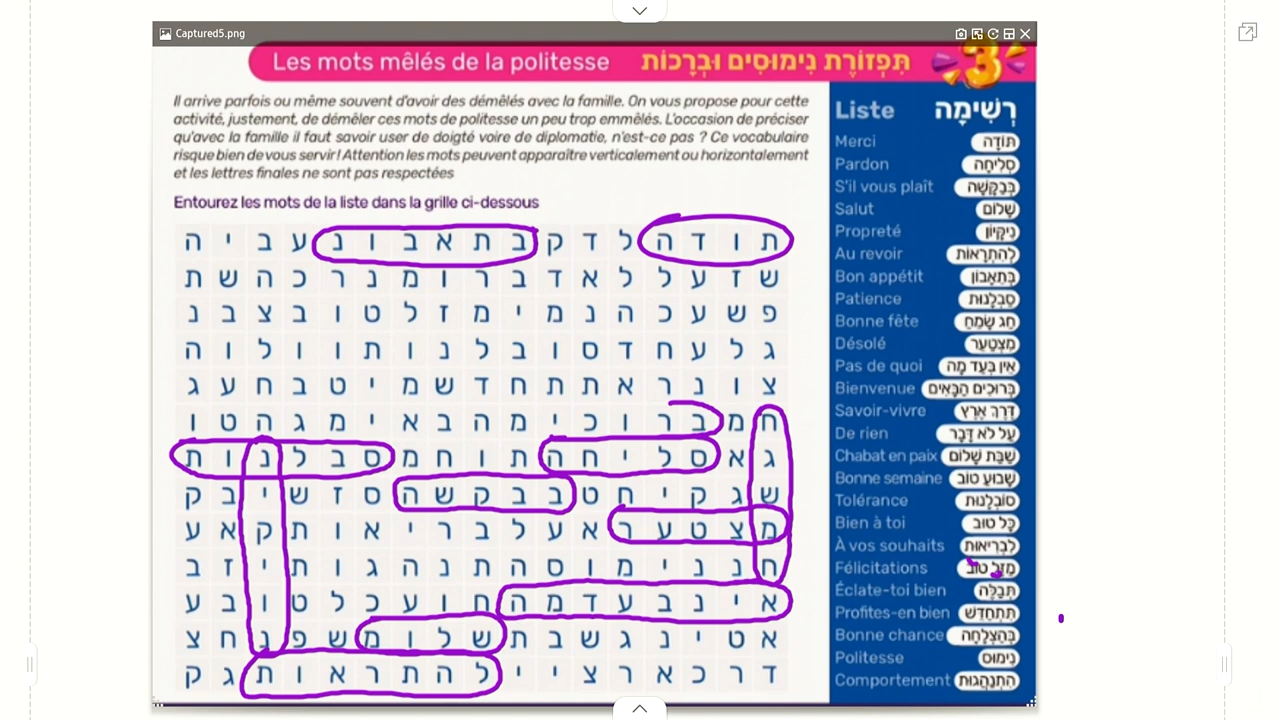 Captured5.png
Les mots mêlés de la politesse תִּפְזוֹרֶת נִימוּסִים וּבְרָכוֹת 3
Il arrive parfois ou même souvent d'avoir des démêlés avec la famille. On vous propose pour cette
activité, justement, de démêler ces mots de politesse un peu trop emmêlés. L'occasion de préciser
qu'avec la famille il faut savoir user de doigté voire de diplomatie, n'est-ce pas ? Ce vocabulaire
risque bien de vous servir ! Attention les mots peuvent apparaître verticalement ou horizontalement
et les lettres finales ne sont pas respectées
Entourez les mots de la liste dans la grille ci-dessous
ת ו ד ה ל ד ק ב ת א ב ו נ ע ב י ה
ש ז ע ל ל א ד ב ר ו מ נ ר כ ה ש ת
פ ש ע כ ה נ מ י מ ז ל ט ו ב צ ב נ
ג ל ע ח ד ס ו ב ל נ ו ת ו ו ל ו ה
צ ו נ ר א ת ת ח ד ש מ י ט ב ח ע ג
ח מ ב ר ו כ י מ ה ב א י מ ג ה ט ו
ג א ס ל י ח ה ת ו ח מ ס ב ל נ ו ת
ש ג ק י ח ט ב ב ק ש ה ס ז ש י ב ק
מ צ ט ע ר א ע ל ב ר י א ו ת ק א ע
ח נ נ י מ ו ס ה ת נ ה ג ו ת י ז ב
א י נ ב ע ד מ ה ח ו ע כ ל ט ו ב ע
א ט י נ ג ש ב ת ש ל ו מ ש פ נ ח צ
ד ר כ א ר צ י י ל ה ת ר א ו ת ג ק
Liste רְשִׁימָה
Merci תּוֹדָה
Pardon סְלִיחָה
S'il vous plaît בְּבַקָּשָׁה
Salut שָׁלוֹם
Propreté נִיקָּיוֹן
Au revoir לְהִתְרָאוֹת
Bon appétit בְּתֵאָבוֹן
Patience סַבְלָנוּת
Bonne fête חַג שָׂמֵחַ
Désolé מִצְטַעֵר
Pas de quoi אֵין בְּעַד מָה
Bienvenue בְּרוּכִים הַבָּאִים
Savoir-vivre דֶּרֶךְ אֶרֶץ
De rien עַל לֹא דָּבָר
Chabat en paix שַׁבַּת שָׁלוֹם
Bonne semaine שָׁבוּעַ טוֹב
Tolérance סוֹבְלָנוּת
Bien à toi כָּל טוּב
À vos souhaits לִבְרִיאוּת
Félicitations מַזָּל טוֹב
Éclate-toi bien תְּבַלֶּה
Profites-en bien תִּתְחַדֵּשׁ
Bonne chance בְּהַצְלָחָה
Politesse נִימוּס
Comportement הִתְנַהֲגוּת